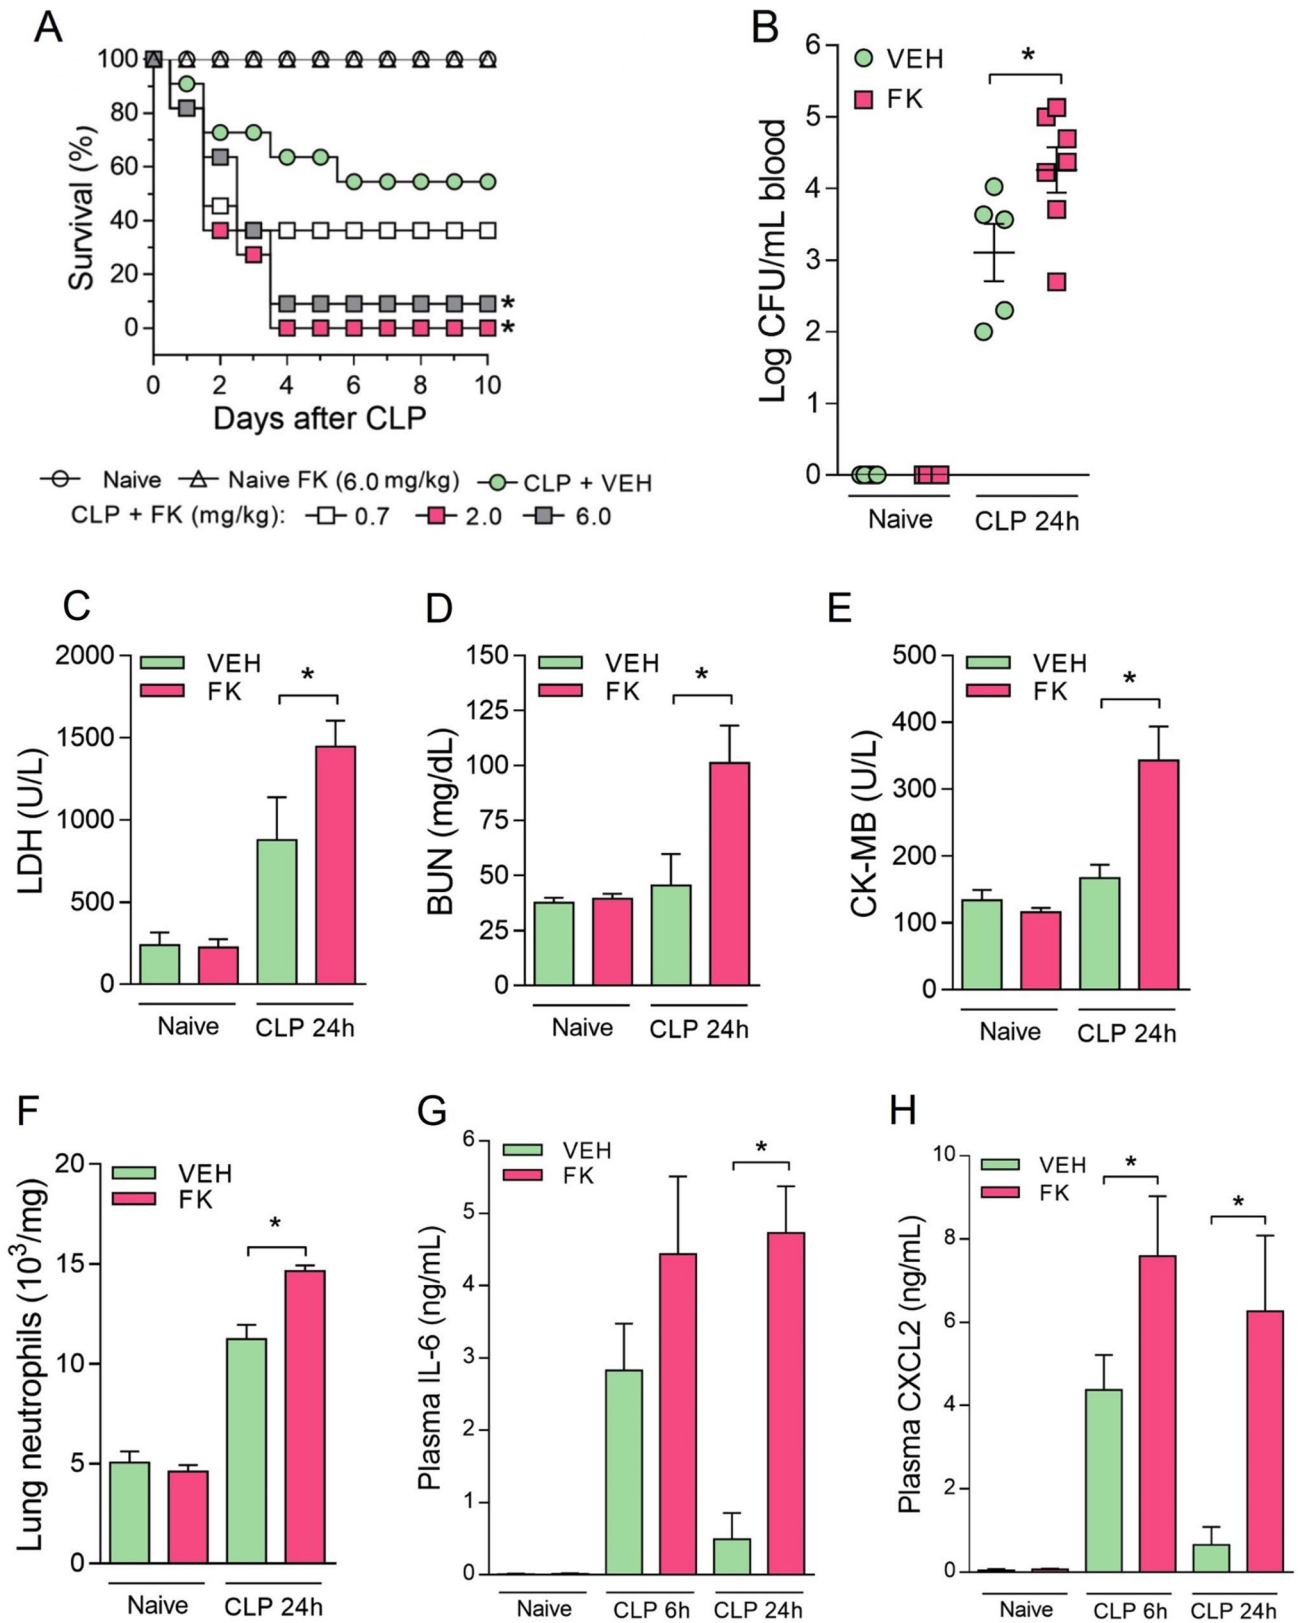 A
Survival (%)
100
80
60
40
20
0
*
*
0 2 4 6 8 10
Days after CLP
Naive Naive FK (6.0 mg/kg) CLP + VEH
CLP + FK (mg/kg): 0.7 2.0 6.0
B
Log CFU/mL blood
6
5
4
3
2
1
0
VEH
FK
*
Naive CLP 24h
C
LDH (U/L)
2000
1500
1000
500
0
VEH
FK
*
Naive CLP 24h
D
BUN (mg/dL)
150
125
100
75
50
25
0
VEH
FK
*
Naive CLP 24h
E
CK-MB (U/L)
500
400
300
200
100
0
VEH
FK
*
Naive CLP 24h
F
Lung neutrophils (10³/mg)
20
15
10
5
0
VEH
FK
*
Naive CLP 24h
G
Plasma IL-6 (ng/mL)
6
5
4
3
2
1
0
VEH
FK
*
Naive CLP 6h CLP 24h
H
Plasma CXCL2 (ng/mL)
10
8
6
4
2
0
VEH
FK
*
*
Naive CLP 6h CLP 24h